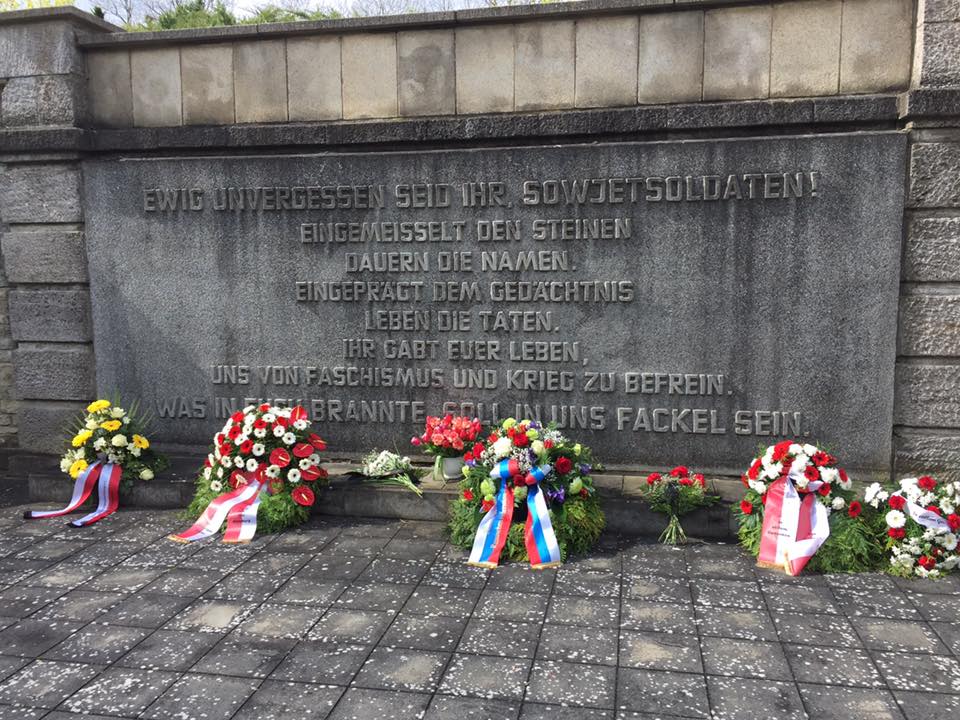 EWIG UNVERGESSEN SEID IHR, SOWJETSOLDATEN!
EINGEMEISSELT DEN STEINEN
DAUERN DIE NAMEN.
EINGEPRÄGT DEM GEDÄCHTNIS
LEBEN DIE TATEN.
IHR GABT EUER LEBEN,
UNS VON FASCHISMUS UND KRIEG ZU BEFREIN.
WAS IN EUCH BRANNTE, SOLL IN UNS FACKEL SEIN.